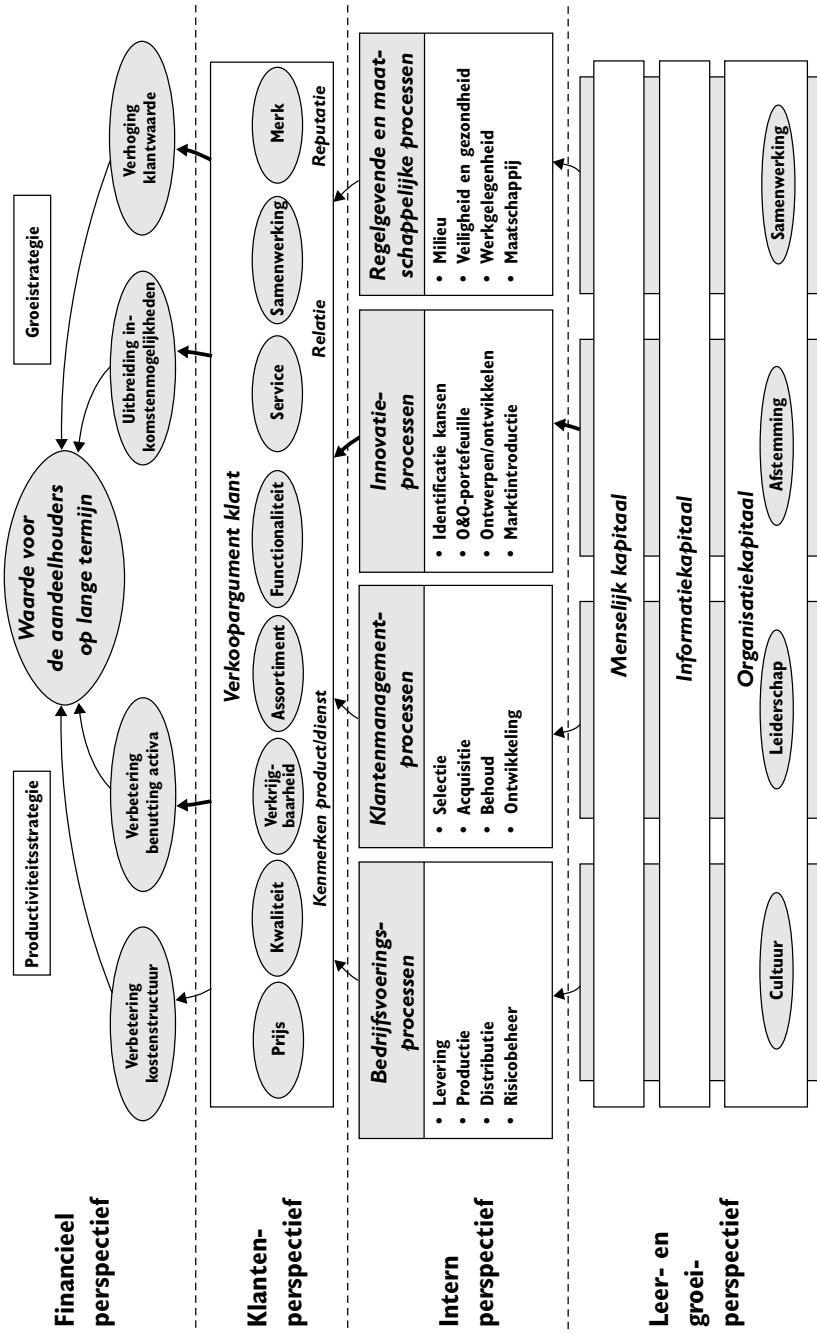 Financieel
perspectief
Productiviteitsstrategie
Groeistrategie
Waarde voor
de aandeelhouders
op lange termijn
Verbetering
kostenstructuur
Verbetering
benutting activa
Uitbreiding in-
komstenmogelijkheden
Verhoging
klantwaarde
Klanten-
perspectief
Verkoopargument klant
Prijs
Kwaliteit
Verkrijg-
baarheid
Assortiment
Functionaliteit
Service
Samenwerking
Merk
Kenmerken product/dienst
Relatie
Reputatie
Intern
perspectief
Bedrijfsvoerings-
processen
• Levering
• Productie
• Distributie
• Risicobeheer
Klantenmanagement-
processen
• Selectie
• Acquisitie
• Behoud
• Ontwikkeling
Innovatie-
processen
• Identificatie kansen
• O&O-portefeuille
• Ontwerpen/ontwikkelen
• Marktintroductie
Regelgevende en maat-
schappelijke processen
• Milieu
• Veiligheid en gezondheid
• Werkgelegenheid
• Maatschappij
Leer- en
groei-
perspectief
Menselijk kapitaal
Informatiekapitaal
Organisatiekapitaal
Cultuur
Leiderschap
Afstemming
Samenwerking